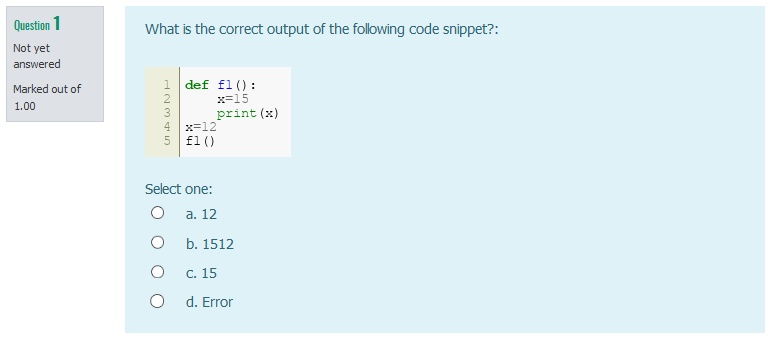 Question 1
Not yet
answered
Marked out of
1.00
What is the correct output of the following code snippet?:
1 def f1():
2     x=15
3     print(x)
4 x=12
5 f1()
Select one:
a. 12
b. 1512
c. 15
d. Error